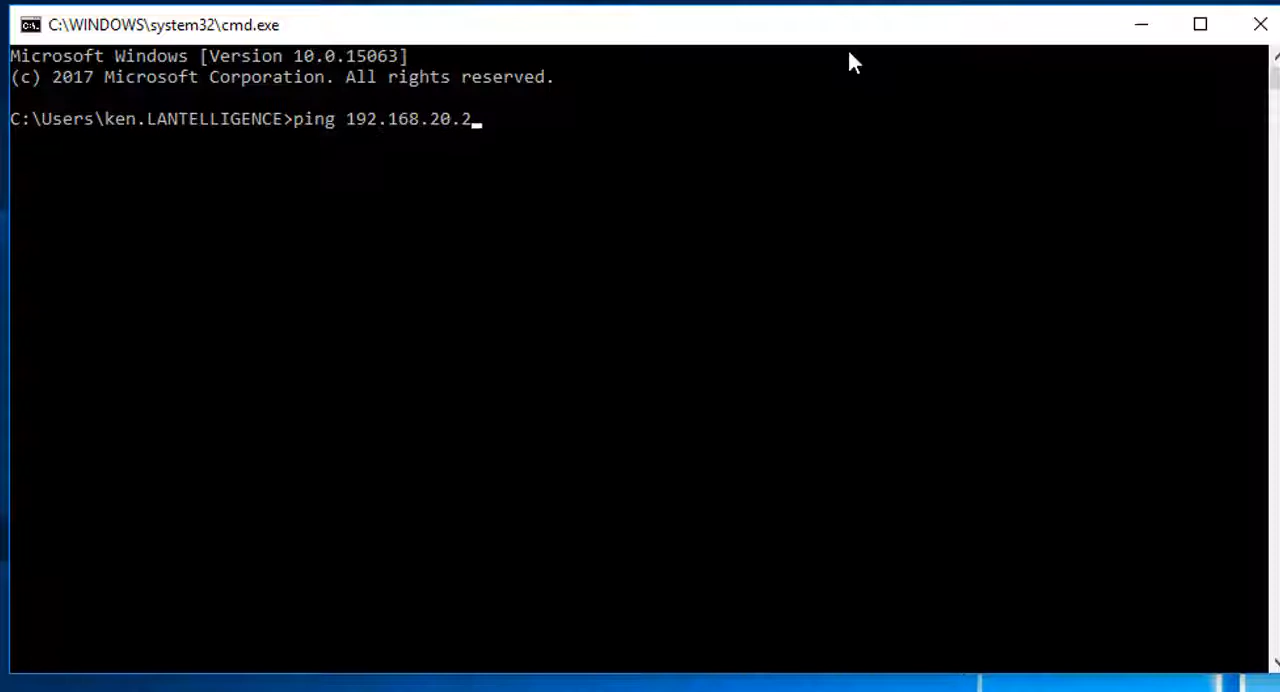 C:\WINDOWS\system32\cmd.exe
Microsoft Windows [Version 10.0.15063]
(c) 2017 Microsoft Corporation. All rights reserved.
C:\Users\ken.LANTELLIGENCE>ping 192.168.20.2